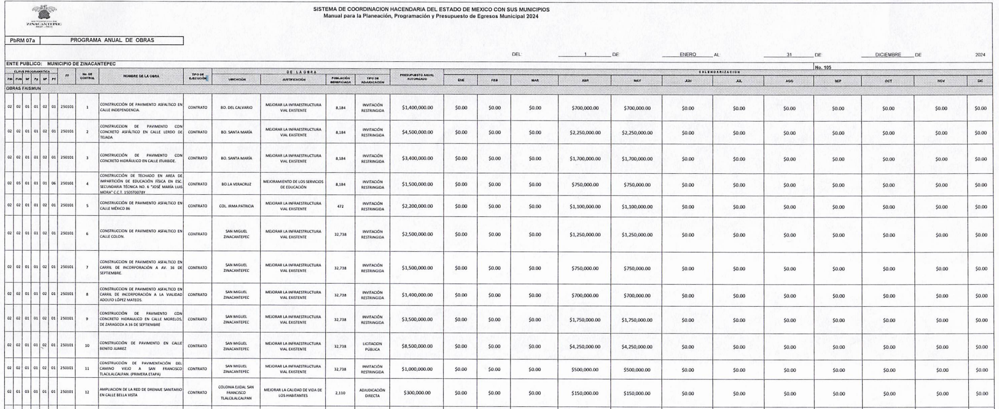 SISTEMA DE COORDINACION HACENDARIA DEL ESTADO DE MEXICO CON SUS MUNICIPIOS
Manual para la Planeación, Programación y Presupuesto de Egresos Municipal 2024
ZINACANTEPEC
PbRM 07a PROGRAMA ANUAL DE OBRAS
DEL: 1 DE ENERO AL: 31 DE DICIEMBRE DE 2024
ENTE PUBLICO: MUNICIPIO DE ZINACANTEPEC
No. 105
CLAVE PROGRAMATICA FF No. DE CONTROL NOMBRE DE LA OBRA TIPO DE EJECUCIÓN DE LA OBRA PRESUPUESTO ANUAL AUTORIZADO CALENDARIZACION
FIN FUN SF Pg SP PY UBICACIÓN JUSTIFICACIÓN POBLACIÓN BENEFICIADA TIPO DE ADJUDICACIÓN ENE FEB MAR ABR MAY JUN JUL AGO SEP OCT NOV DIC
OBRAS FAISMUN
02 02 01 01 02 01 250101 1 CONSTRUCCIÓN DE PAVIMENTO ASFALTICO EN CALLE INDEPENDENCIA. CONTRATO BO. DEL CALVARIO MEJORAR LA INFRAESTRUCTURA VIAL EXISTENTE 8,184 INVITACIÓN RESTRINGIDA $1,400,000.00 $0.00 $0.00 $0.00 $700,000.00 $700,000.00 $0.00 $0.00 $0.00 $0.00 $0.00 $0.00 $0.00
02 02 01 01 02 01 250101 2 CONSTRUCCION DE PAVIMENTO CON CONCRETO ASFÁLTICO EN CALLE LERDO DE TEJADA CONTRATO BO. SANTA MARÍA MEJORAR LA INFRAESTRUCTURA VIAL EXISTENTE 8,184 INVITACIÓN RESTRINGIDA $4,500,000.00 $0.00 $0.00 $0.00 $2,250,000.00 $2,250,000.00 $0.00 $0.00 $0.00 $0.00 $0.00 $0.00 $0.00
02 02 01 01 02 01 250101 3 CONSTRUCCIÓN DE PAVIMENTO CON CONCRETO HIDRÁULICO EN CALLE ITURBIDE. CONTRATO BO. SANTA MARÍA MEJORAR LA INFRAESTRUCTURA VIAL EXISTENTE 8,184 INVITACIÓN RESTRINGIDA $3,400,000.00 $0.00 $0.00 $0.00 $1,700,000.00 $1,700,000.00 $0.00 $0.00 $0.00 $0.00 $0.00 $0.00 $0.00
02 05 01 01 01 06 250101 4 CONSTRUCCIÓN DE TECHADO EN AREA DE IMPARTICIÓN DE EDUCACIÓN FÍSICA EN ESC. SECUNDARIA TÉCNICA NO. 6 "JOSÉ MARÍA LUIS MORA" C.C.T. 15DST0078Y CONTRATO BO.LA VERACRUZ MEJORAMIENTO DE LOS SERVICIOS DE EDUCACIÓN 8,184 INVITACIÓN RESTRINGIDA $1,500,000.00 $0.00 $0.00 $0.00 $750,000.00 $750,000.00 $0.00 $0.00 $0.00 $0.00 $0.00 $0.00 $0.00
02 02 01 01 02 01 250101 5 CONSTRUCCIÓN DE PAVIMENTO ASFALTICO EN CALLE MÉXICO 86 CONTRATO COL. IRMA PATRICIA MEJORAR LA INFRAESTRUCTURA VIAL EXISTENTE 472 INVITACIÓN RESTRINGIDA $2,200,000.00 $0.00 $0.00 $0.00 $1,100,000.00 $1,100,000.00 $0.00 $0.00 $0.00 $0.00 $0.00 $0.00 $0.00
02 02 01 01 02 01 250101 6 CONSTRUCCION DE PAVIMENTO ASFALTICO EN CALLE COLON. CONTRATO SAN MIGUEL ZINACANTEPEC MEJORAR LA INFRAESTRUCTURA VIAL EXISTENTE 32,738 INVITACIÓN RESTRINGIDA $2,500,000.00 $0.00 $0.00 $0.00 $1,250,000.00 $1,250,000.00 $0.00 $0.00 $0.00 $0.00 $0.00 $0.00 $0.00
02 02 01 01 02 01 250101 7 CONSTRUCCION DE PAVIMENTO ASFALTICO EN CARRIL DE INCORPORACIÓN A AV. 16 DE SEPTIEMBRE. CONTRATO SAN MIGUEL ZINACANTEPEC MEJORAR LA INFRAESTRUCTURA VIAL EXISTENTE 32,738 INVITACIÓN RESTRINGIDA $1,500,000.00 $0.00 $0.00 $0.00 $750,000.00 $750,000.00 $0.00 $0.00 $0.00 $0.00 $0.00 $0.00 $0.00
02 02 01 01 02 01 250101 8 CONSTRUCCION DE PAVIMENTO ASFALTICO EN CARRIL DE INCORPORACIÓN A LA VIALIDAD ADOLFO LÓPEZ MATEOS. CONTRATO SAN MIGUEL ZINACANTEPEC MEJORAR LA INFRAESTRUCTURA VIAL EXISTENTE 32,738 INVITACIÓN RESTRINGIDA $1,400,000.00 $0.00 $0.00 $0.00 $700,000.00 $700,000.00 $0.00 $0.00 $0.00 $0.00 $0.00 $0.00 $0.00
02 02 01 01 02 01 250101 9 CONSTRUCCIÓN DE PAVIMENTO CON CONCRETO HIDRAULICO EN CALLE MORELOS, DE ZARAGOZA A 16 DE SEPTIEMBRE CONTRATO SAN MIGUEL ZINACANTEPEC MEJORAR LA INFRAESTRUCTURA VIAL EXISTENTE 32,738 INVITACIÓN RESTRINGIDA $3,500,000.00 $0.00 $0.00 $0.00 $1,750,000.00 $1,750,000.00 $0.00 $0.00 $0.00 $0.00 $0.00 $0.00 $0.00
02 02 01 01 02 01 250101 10 CONSTRUCCIÓN DE PAVIMENTO EN CALLE BENITO JUAREZ CONTRATO SAN MIGUEL ZINACANTEPEC MEJORAR LA INFRAESTRUCTURA VIAL EXISTENTE 32,738 LICITACION PÚBLICA $8,500,000.00 $0.00 $0.00 $0.00 $4,250,000.00 $4,250,000.00 $0.00 $0.00 $0.00 $0.00 $0.00 $0.00 $0.00
02 02 01 01 02 01 250101 11 CONSTRUCCIÓN DE PAVIMENTACIÓN DEL CAMINO VIEJO A SAN FRANCISCO TLACILALCALPAN. (PRIMERA ETAPA) CONTRATO SAN MIGUEL ZINACANTEPEC MEJORAR LA INFRAESTRUCTURA VIAL EXISTENTE 32,738 INVITACIÓN RESTRINGIDA $1,000,000.00 $0.00 $0.00 $0.00 $500,000.00 $500,000.00 $0.00 $0.00 $0.00 $0.00 $0.00 $0.00 $0.00
02 01 03 01 01 01 250101 12 AMPLIACION DE LA RED DE DRENAJE SANITARIO EN CALLE BELLA VISTA CONTRATO COLONIA EJIDAL SAN FRANCISCO TLALCILALCALPAN MEJORAR LA CALIDAD DE VIDA DE LOS HABITANTES 2,110 ADJUDICACIÓN DIRECTA $300,000.00 $0.00 $0.00 $0.00 $150,000.00 $150,000.00 $0.00 $0.00 $0.00 $0.00 $0.00 $0.00 $0.00